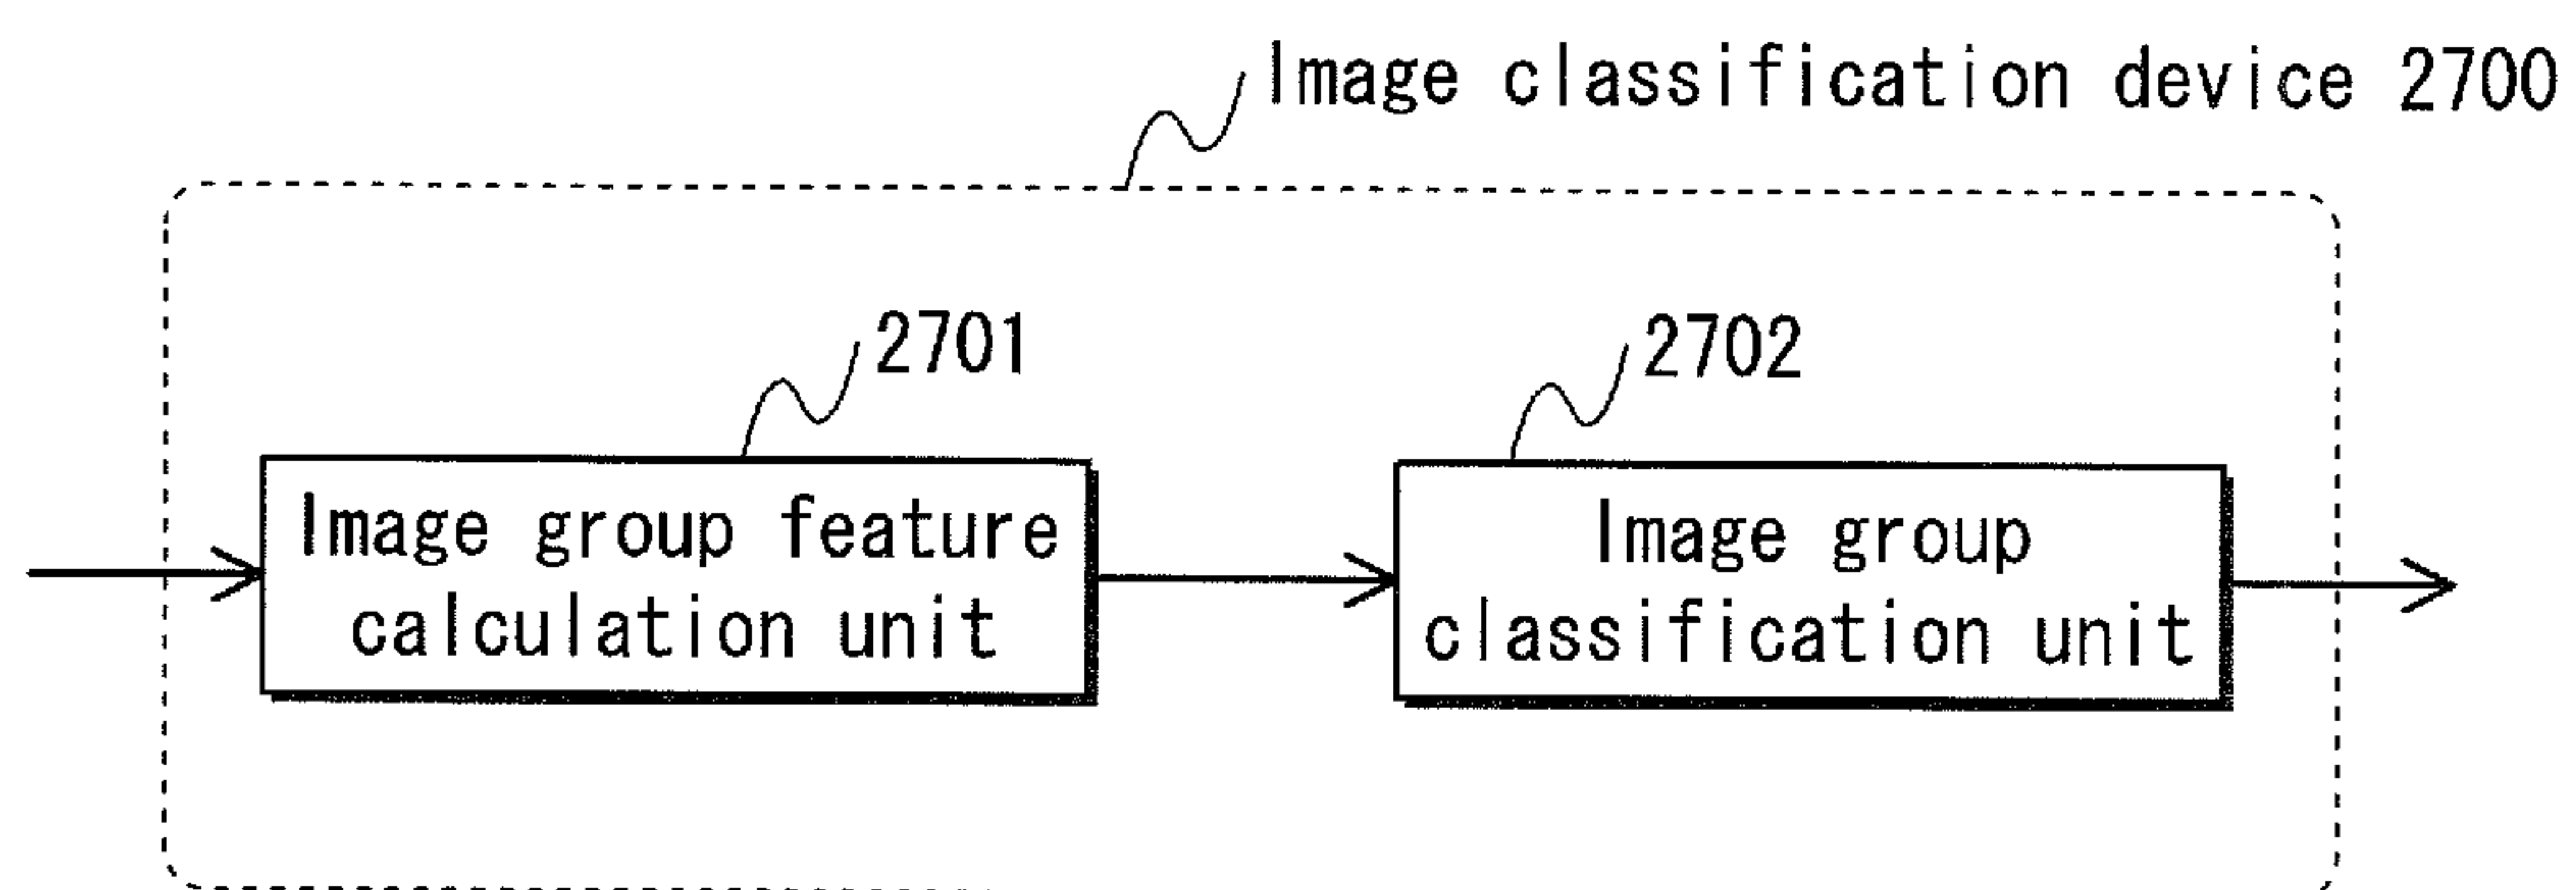 Image classification device 2700
2701
2702
Image group feature
calculation unit
Image group
classification unit